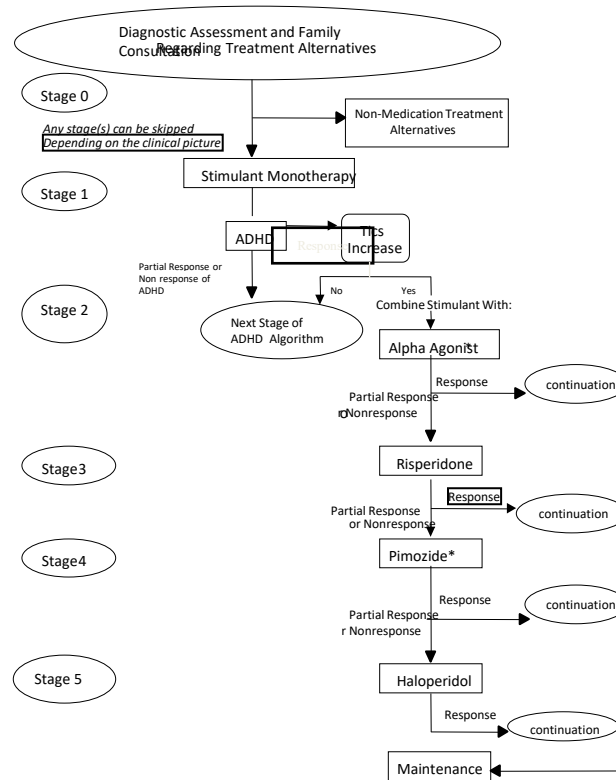 Diagnostic Assessment and Family
Consultation
Regarding Treatment Alternatives
Stage 0
Non-Medication Treatment
Alternatives
Any stage(s) can be skipped
Depending on the clinical picture
Stimulant Monotherapy
Stage 1
ADHD
Response
Tics
Increase
Partial Response or
Non response of
ADHD
No
Yes
Stage 2
Combine Stimulant With:
Next Stage of
ADHD Algorithm
Alpha Agonist*
Response
continuation
Partial Response
or Nonresponse
Stage3
Risperidone
Response
Partial Response
or Nonresponse
continuation
Stage4
Pimozide*
Response
continuation
Partial Response
r Nonresponse
Stage 5
Haloperidol
Response
continuation
Maintenance